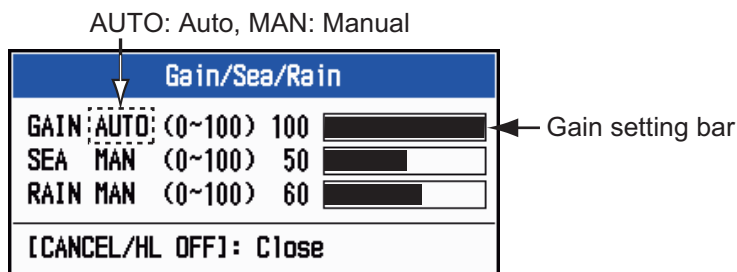 AUTO: Auto, MAN: Manual
Gain/Sea/Rain
GAIN AUTO (0~100) 100
Gain setting bar
SEA MAN (0~100) 50
RAIN MAN (0~100) 60
[CANCEL/HL OFF]: Close